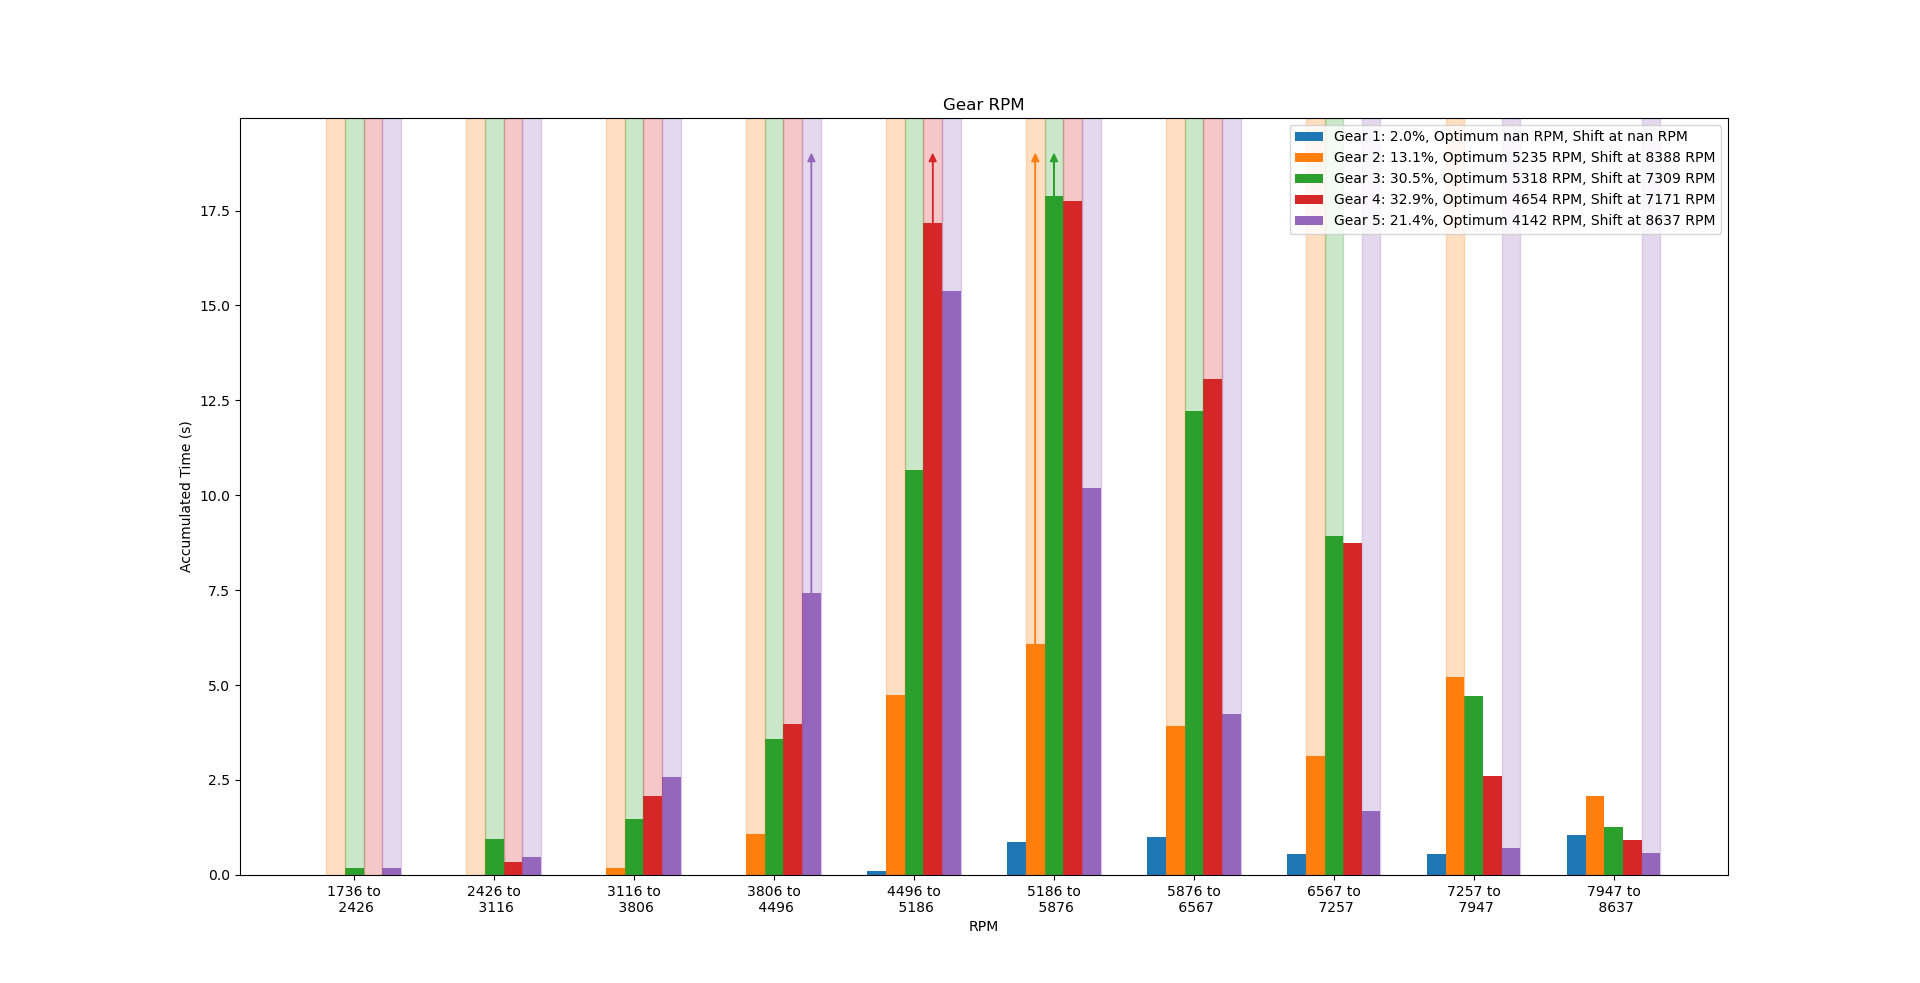 Gear RPM
Gear 1: 2.0%, Optimum nan RPM, Shift at nan RPM
Gear 2: 13.1%, Optimum 5235 RPM, Shift at 8388 RPM
Gear 3: 30.5%, Optimum 5318 RPM, Shift at 7309 RPM
Gear 4: 32.9%, Optimum 4654 RPM, Shift at 7171 RPM
Gear 5: 21.4%, Optimum 4142 RPM, Shift at 8637 RPM
Accumulated Time (s)
17.5
15.0
12.5
10.0
7.5
5.0
2.5
0.0
1736 to
2426
2426 to
3116
3116 to
3806
3806 to
4496
4496 to
5186
5186 to
5876
5876 to
6567
6567 to
7257
7257 to
7947
7947 to
8637
RPM